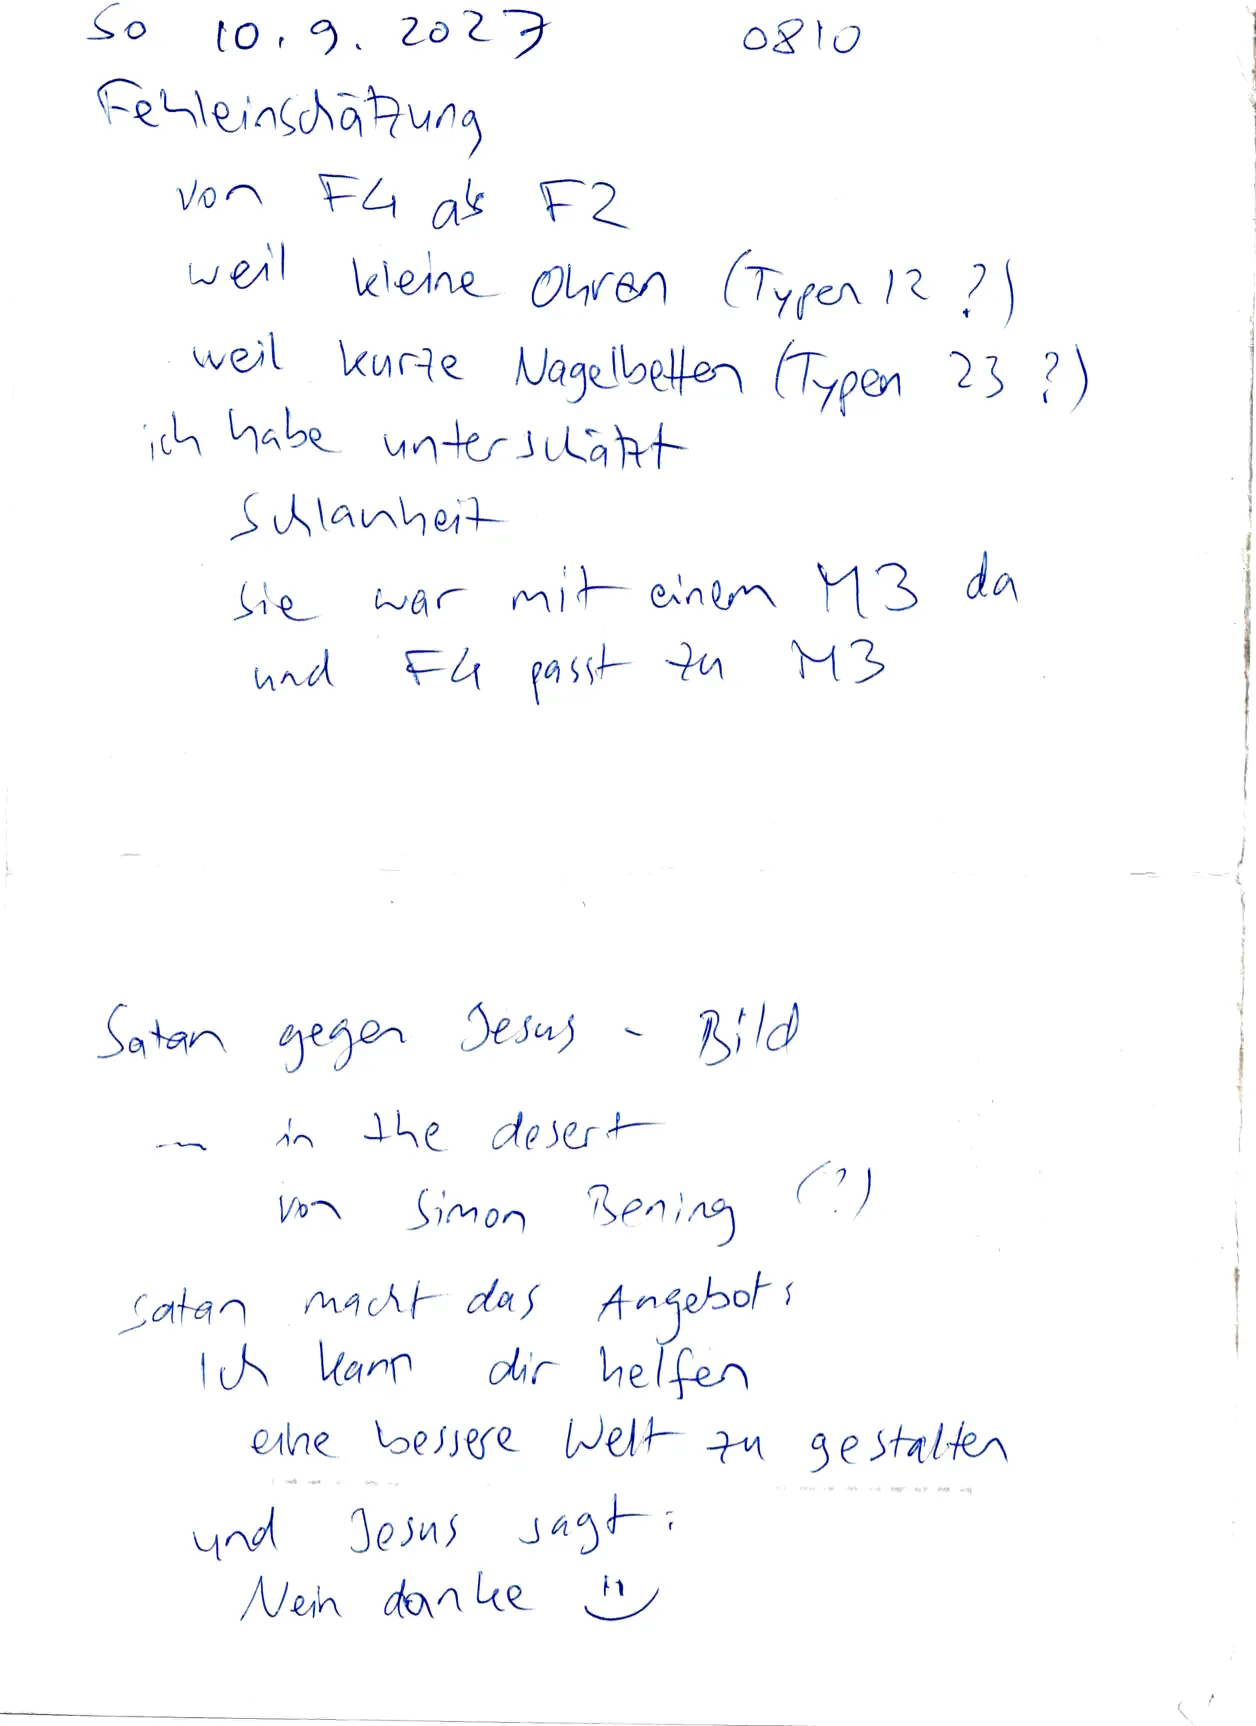 So 10.9.2023 0810
Fehleinschätzung
von F4 als F2
weil kleine Ohren (Typen 12 ?)
weil kurze Nagelbetten (Typen 23 ?)
ich habe unterschätzt
Schlanheit
sie war mit einem M3 da
und F4 passt zu M3
Satan gegen Jesus - Bild
— in the desert
von Simon Bening (?)
satan macht das Angebot:
Ich kann dir helfen
eine bessere Welt zu gestalten
und Jesus sagt:
Nein danke